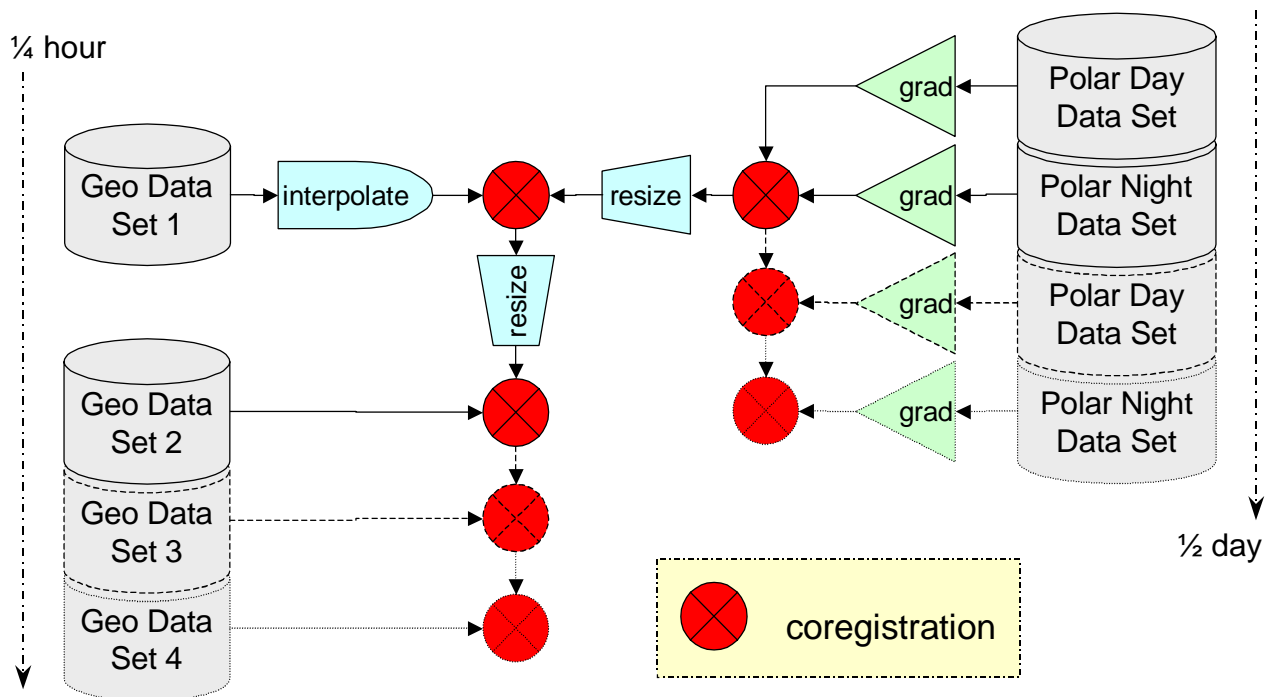 ¼ hour
Geo Data
Set 1
interpolate
resize
grad
Polar Day
Data Set
grad
Polar Night
Data Set
resize
grad
Polar Day
Data Set
Geo Data
Set 2
grad
Polar Night
Data Set
Geo Data
Set 3
½ day
Geo Data
Set 4
coregistration